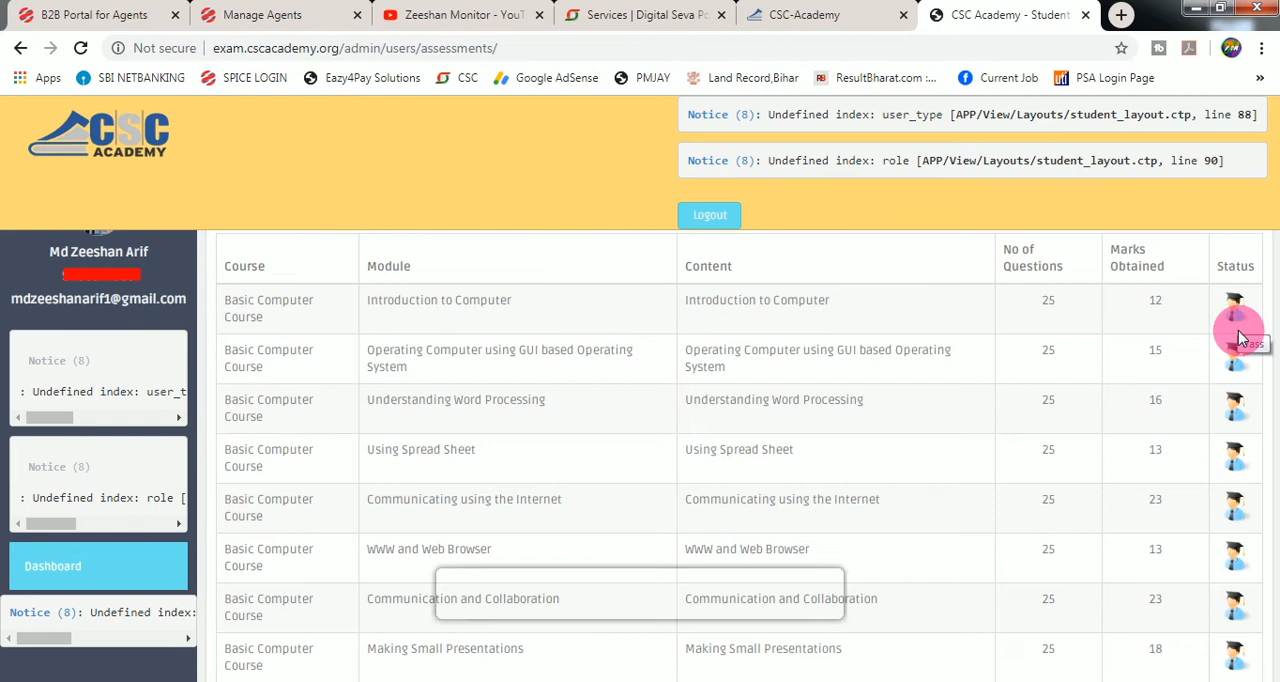 B2B Portal for Agents
Manage Agents
Zeeshan Monitor - YouT
Services | Digital Seva Po
CSC-Academy
CSC Academy - Student
Not secure
exam.cscacademy.org/admin/users/assessments/
Apps
SBI NETBANKING
SPICE LOGIN
Eazy4Pay Solutions
CSC
Google AdSense
PMJAY
Land Record,Bihar
ResultBharat.com :...
Current Job
PSA Login Page
»
CSC
ACADEMY
Notice (8): Undefined index: user_type [APP/View/Layouts/student_layout.ctp, line 88]
Notice (8): Undefined index: role [APP/View/Layouts/student_layout.ctp, line 90]
Logout
Md Zeeshan Arif
mdzeeshanarif1@gmail.com
Notice (8)
: Undefined index: user_t
Notice (8)
: Undefined index: role [
Dashboard
Notice (8): Undefined index:
Course Module Content No of Questions Marks Obtained Status
Basic Computer Course Introduction to Computer Introduction to Computer 25 12
Basic Computer Course Operating Computer using GUI based Operating System Operating Computer using GUI based Operating System 25 15
Basic Computer Course Understanding Word Processing Understanding Word Processing 25 16
Basic Computer Course Using Spread Sheet Using Spread Sheet 25 13
Basic Computer Course Communicating using the Internet Communicating using the Internet 25 23
Basic Computer Course WWW and Web Browser WWW and Web Browser 25 13
Basic Computer Course Communication and Collaboration Communication and Collaboration 25 23
Basic Computer Course Making Small Presentations Making Small Presentations 25 18